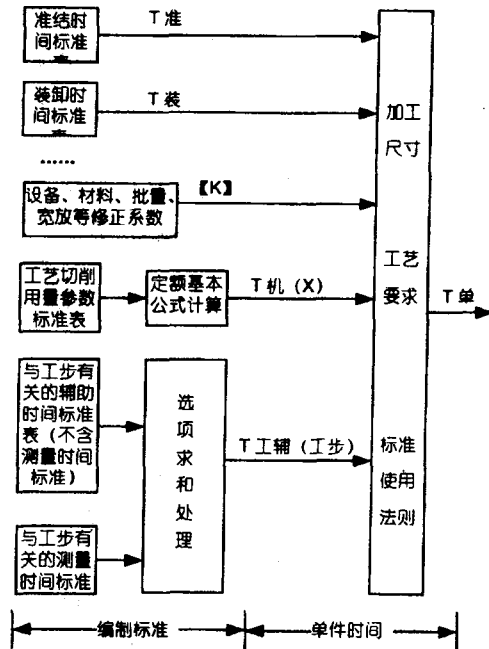 准结时
间标准
T准
装卸时
间标准
T装
……
设备、材料、批量、
宽放等修正系数
【K】
工艺切削
用量参数
标准表
定额基本
公式计算
T机（X）
与工步有
关的辅助
时间标准
表（不含
测量时间
标准）
与工步有
关的测量
时间标准
选
项
求
和
处
理
T工辅（工步）
加工
尺寸
工艺
要求
标准
使用
法则
T单
编制标准
单件时间